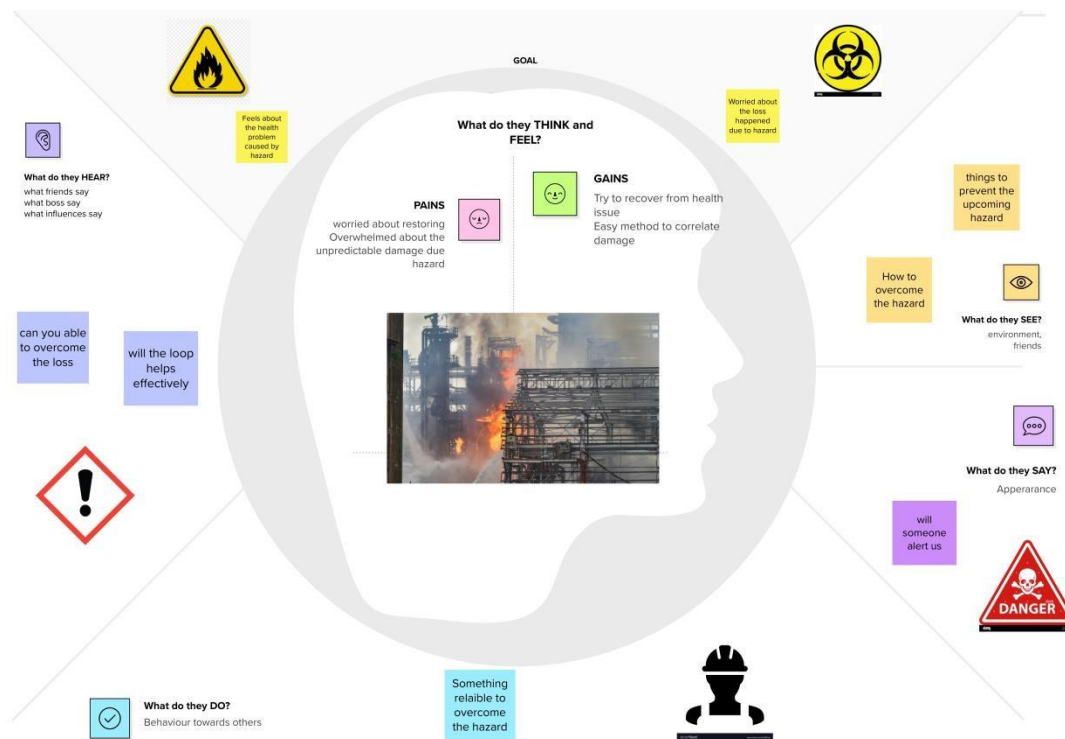 GOAL
Feels about
the health
problem
caused by
hazard
Worried about
the loss
happened
due to hazard
What do they THINK and
FEEL?
What do they HEAR?
what friends say
what boss say
what influences say
PAINS
worried about restoring
Overwhelmed about the
unpredictable damage due
hazard
GAINS
Try to recover from health
issue
Easy method to correlate
damage
things to
prevent the
upcoming
hazard
How to
overcome
the hazard
What do they SEE?
environment,
friends
can you able
to overcome
the loss
will the loop
helps
effectively
What do they SAY?
Apperarance
will
someone
alert us
DANGER
Something
relaible to
overcome
the hazard
What do they DO?
Behaviour towards others